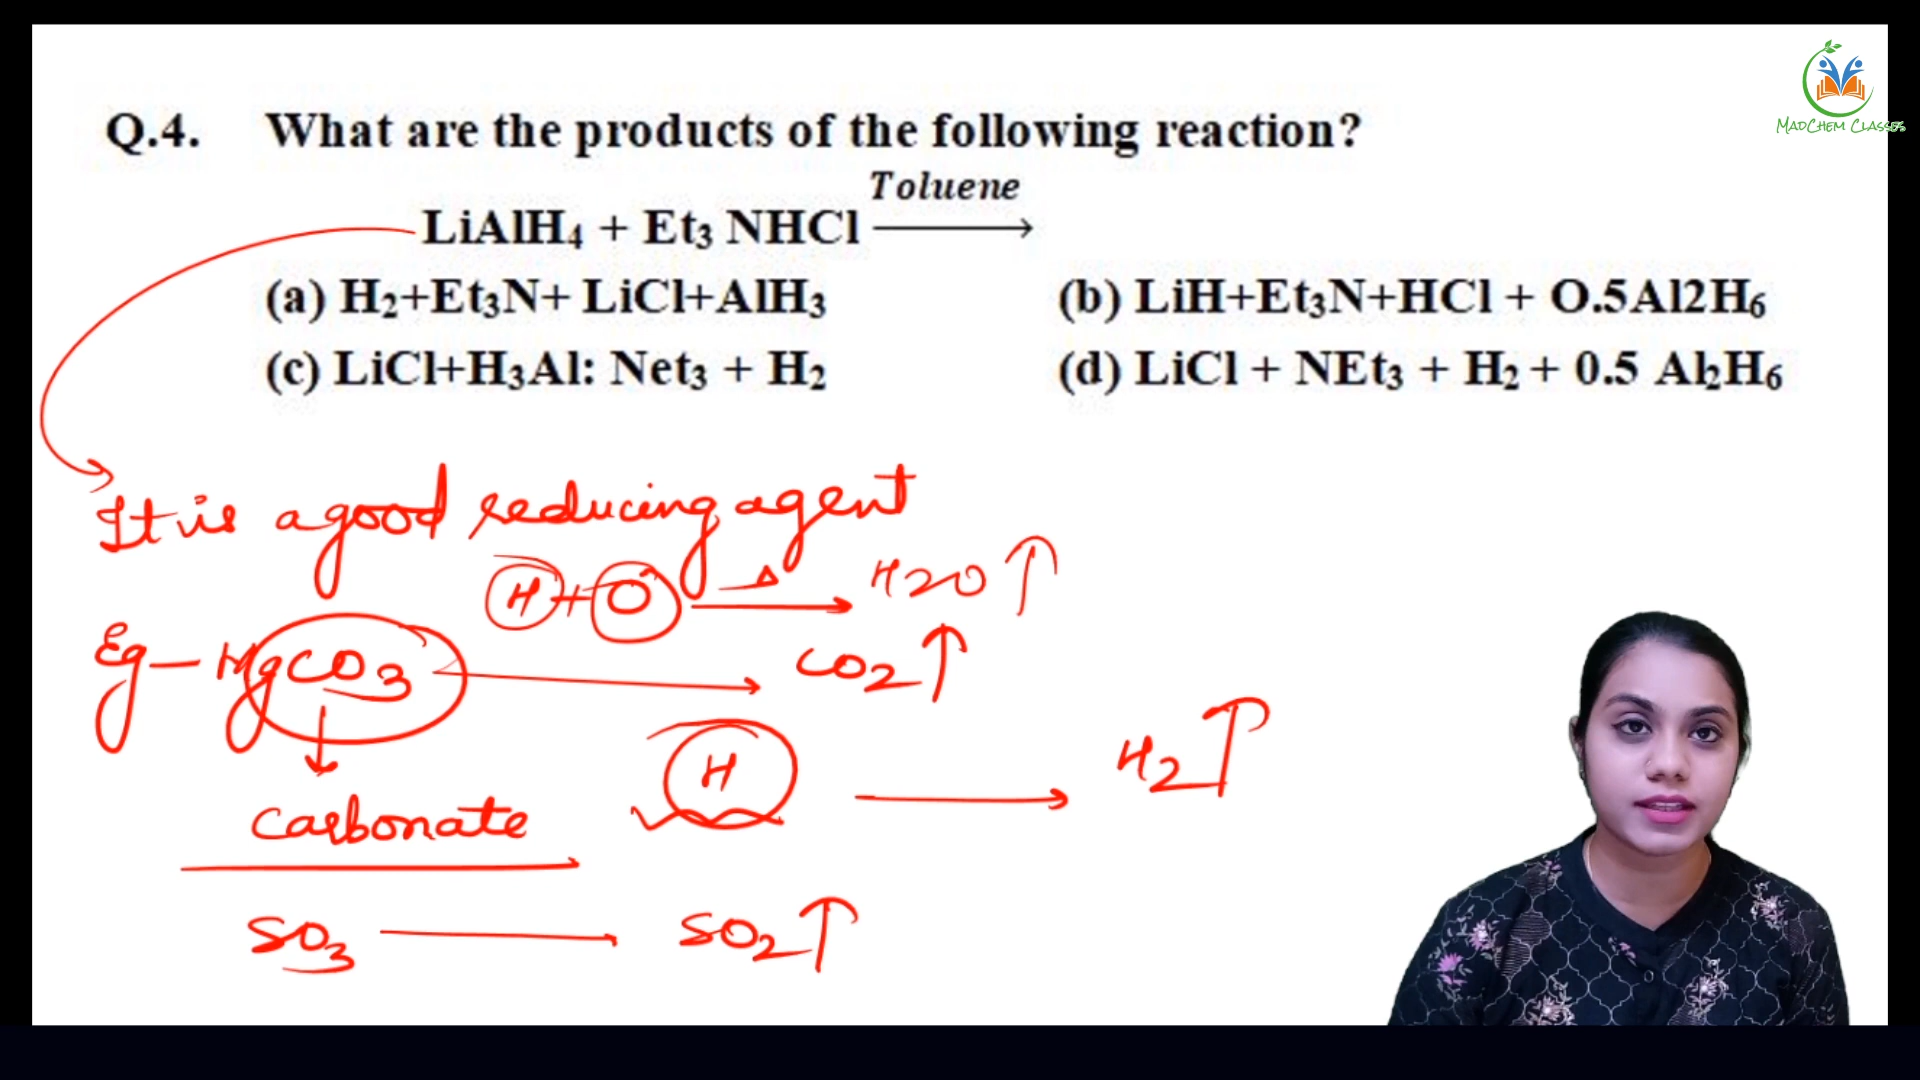 MADCHEM CLASSES
Q.4. What are the products of the following reaction?
Toluene
LiAlH₄ + Et₃ NHCl ⟶
(a) H₂+Et₃N+ LiCl+AlH₃ (b) LiH+Et₃N+HCl + O.5Al2H₆
(c) LiCl+H₃Al: Net₃ + H₂ (d) LiCl + NEt₃ + H₂ + 0.5 Al₂H₆
It is a good reducing agent
H + O ⟶ Δ H2O ↑
Eg — MgCO3 ⟶ CO2 ↑
H ⟶ H2 ↑
Carbonate
SO3 ⟶ SO2 ↑